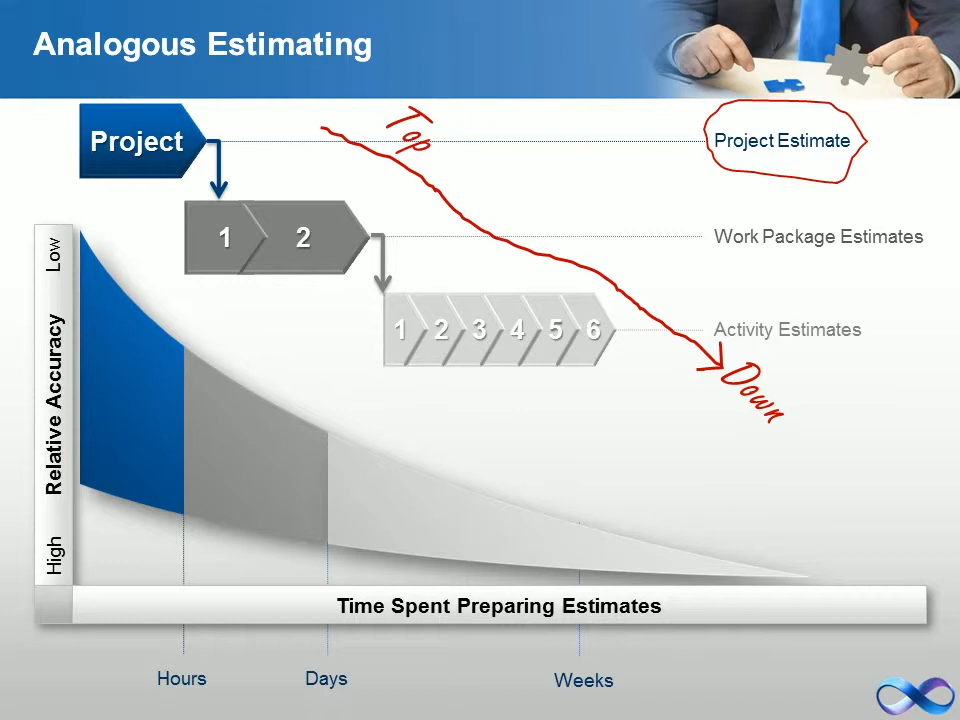 Analogous Estimating
Project
Top
Project Estimate
1 2
Work Package Estimates
1 2 3 4 5 6
Activity Estimates
Down
Low
Relative Accuracy
High
Time Spent Preparing Estimates
Hours
Days
Weeks